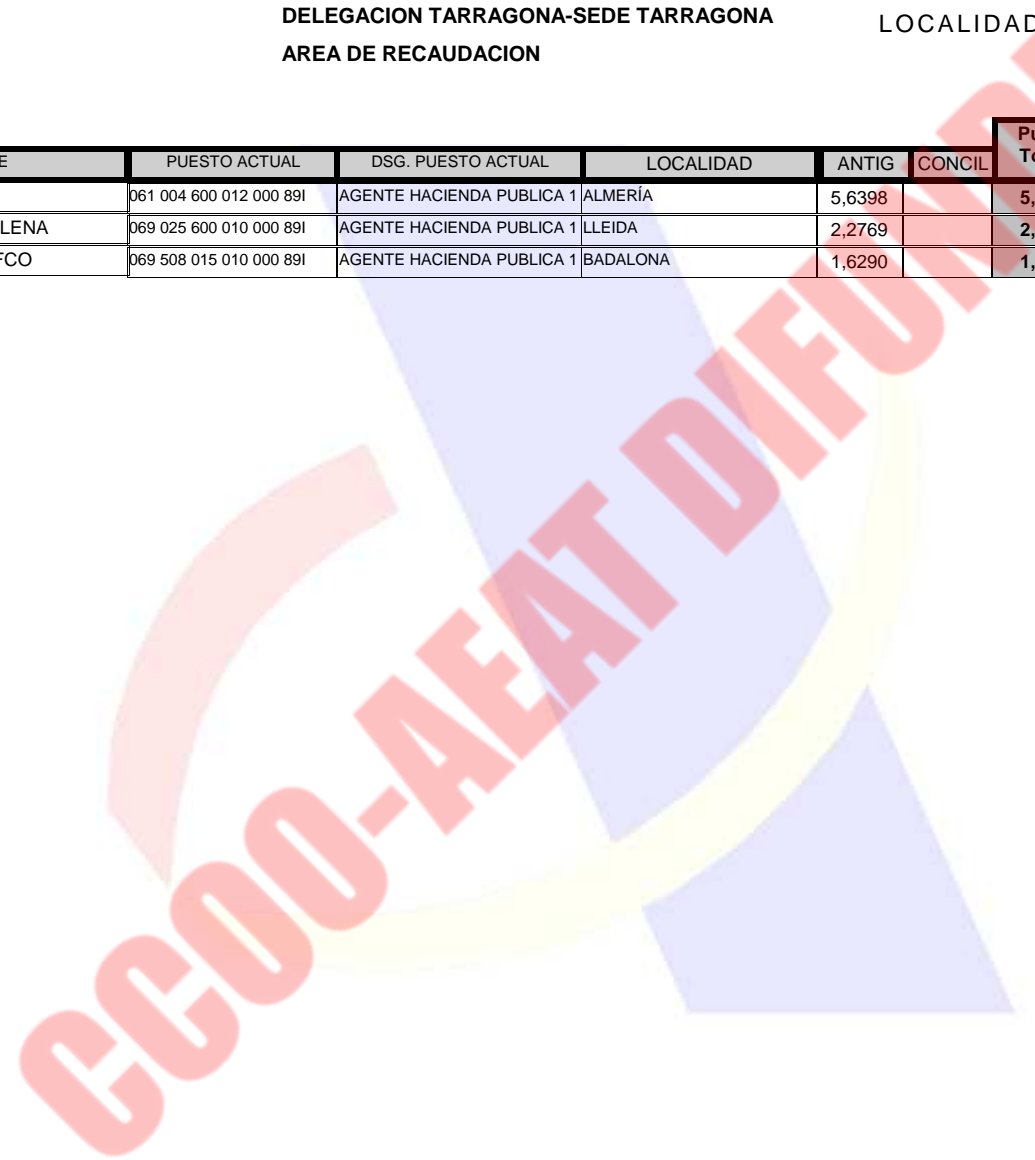 DELEGACION TARRAGONA-SEDE TARRAGONA
LOCALIDAD
AREA DE RECAUDACION
E PUESTO ACTUAL DSG. PUESTO ACTUAL LOCALIDAD ANTIG CONCIL
061 004 600 012 000 89I AGENTE HACIENDA PUBLICA 1 ALMERÍA 5,6398 5,
LENA 069 025 600 010 000 89I AGENTE HACIENDA PUBLICA 1 LLEIDA 2,2769 2,
FCO 069 508 015 010 000 89I AGENTE HACIENDA PUBLICA 1 BADALONA 1,6290 1,
CCOO-AEAT DIFUN